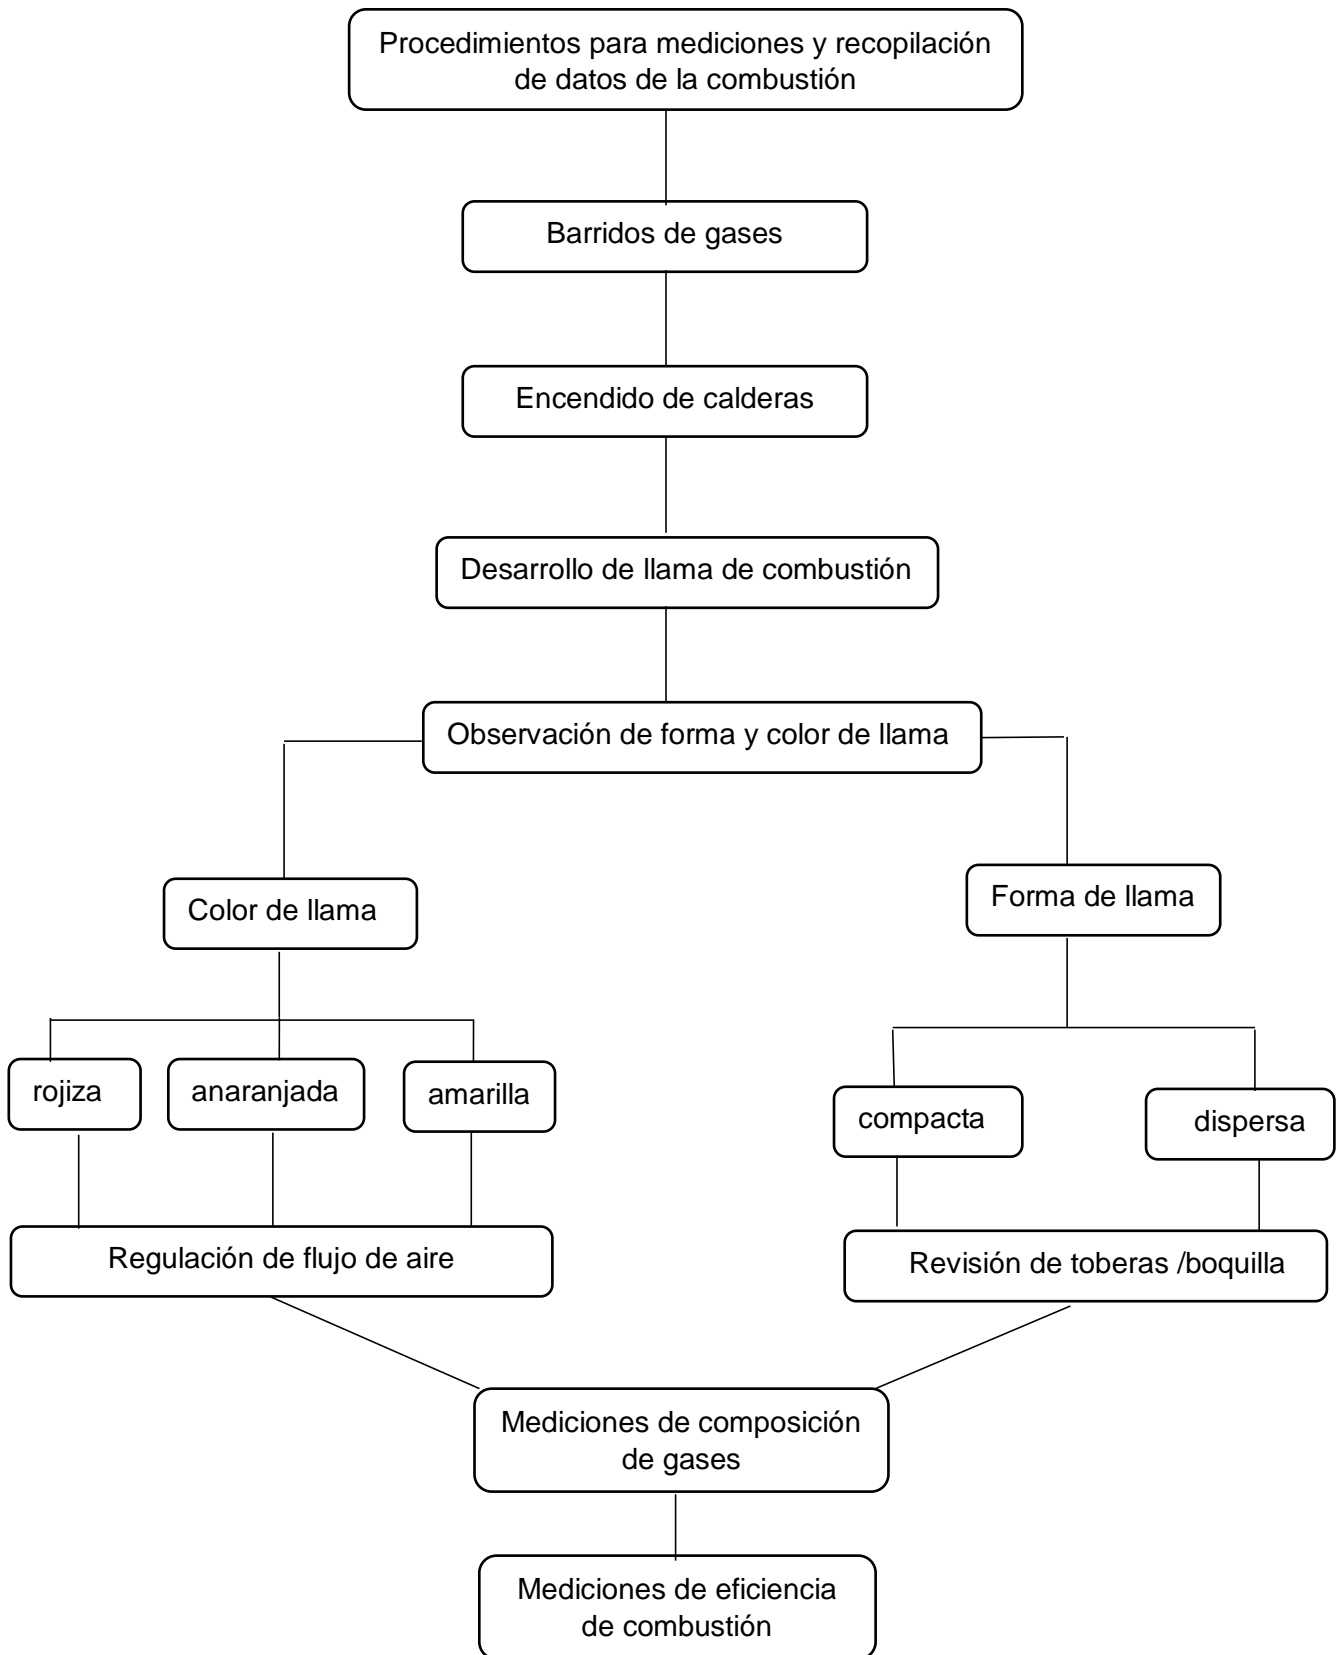 Procedimientos para mediciones y recopilación
de datos de la combustión
Barridos de gases
Encendido de calderas
Desarrollo de llama de combustión
Observación de forma y color de llama
Color de llama
Forma de llama
rojiza
anaranjada
amarilla
compacta
dispersa
Regulación de flujo de aire
Revisión de toberas /boquilla
Mediciones de composición
de gases
Mediciones de eficiencia
de combustión